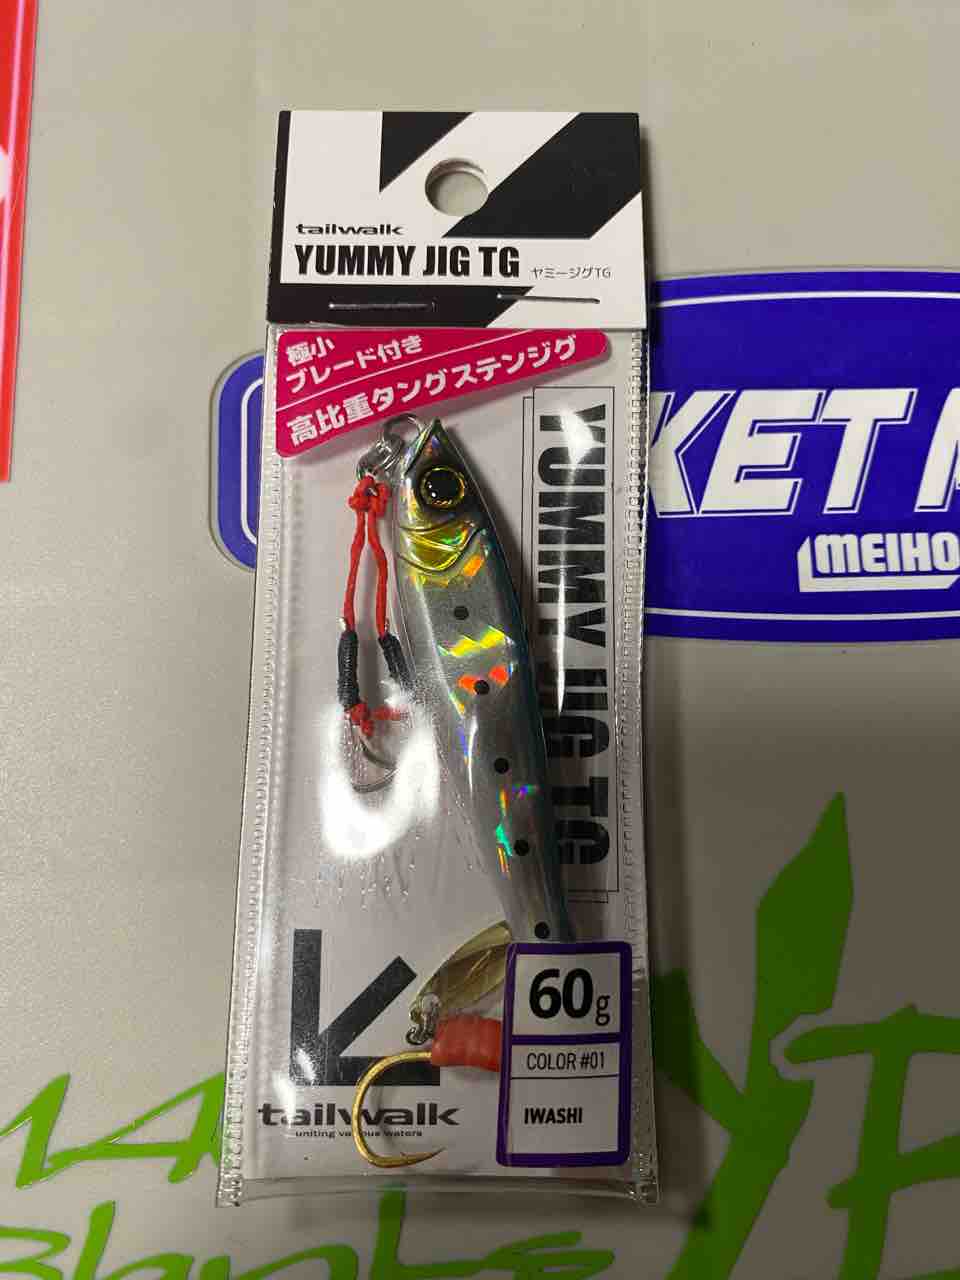 tailwalk
YUMMY JIG TG ヤミージグTG
極小
ブレード付き
高比重タングステンジグ
YUMMY JIG TG
KET
MEIHO
60g
COLOR #01
IWASHI
tailwalk
uniting various waters
Blanks